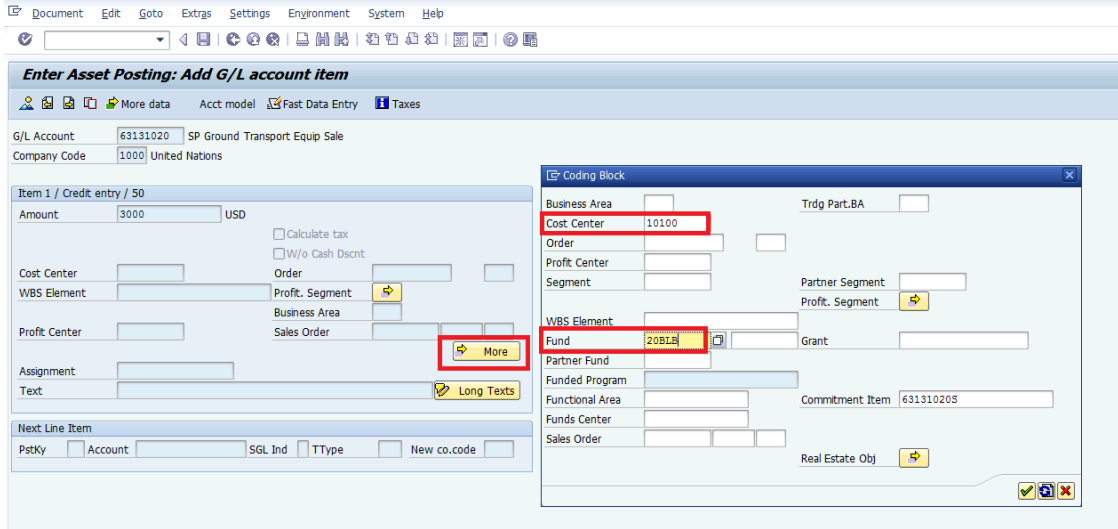 Document Edit Goto Extras Settings Environment System Help
Enter Asset Posting: Add G/L account item
More data Acct model Fast Data Entry Taxes
G/L Account 63131020 SP Ground Transport Equip Sale
Company Code 1000 United Nations
Item 1 / Credit entry / 50
Amount 3000 USD
Calculate tax
W/o Cash Dscnt
Cost Center Order
WBS Element Profit. Segment
Business Area
Profit Center Sales Order
More
Assignment
Text Long Texts
Next Line Item
PstKy Account SGL Ind TType New co.code
Coding Block
Business Area Trdg Part.BA
Cost Center 10100
Order
Profit Center
Segment Partner Segment
Profit. Segment
WBS Element
Fund 20BLB Grant
Partner Fund
Funded Program
Functional Area Commitment Item 63131020S
Funds Center
Sales Order
Real Estate Obj